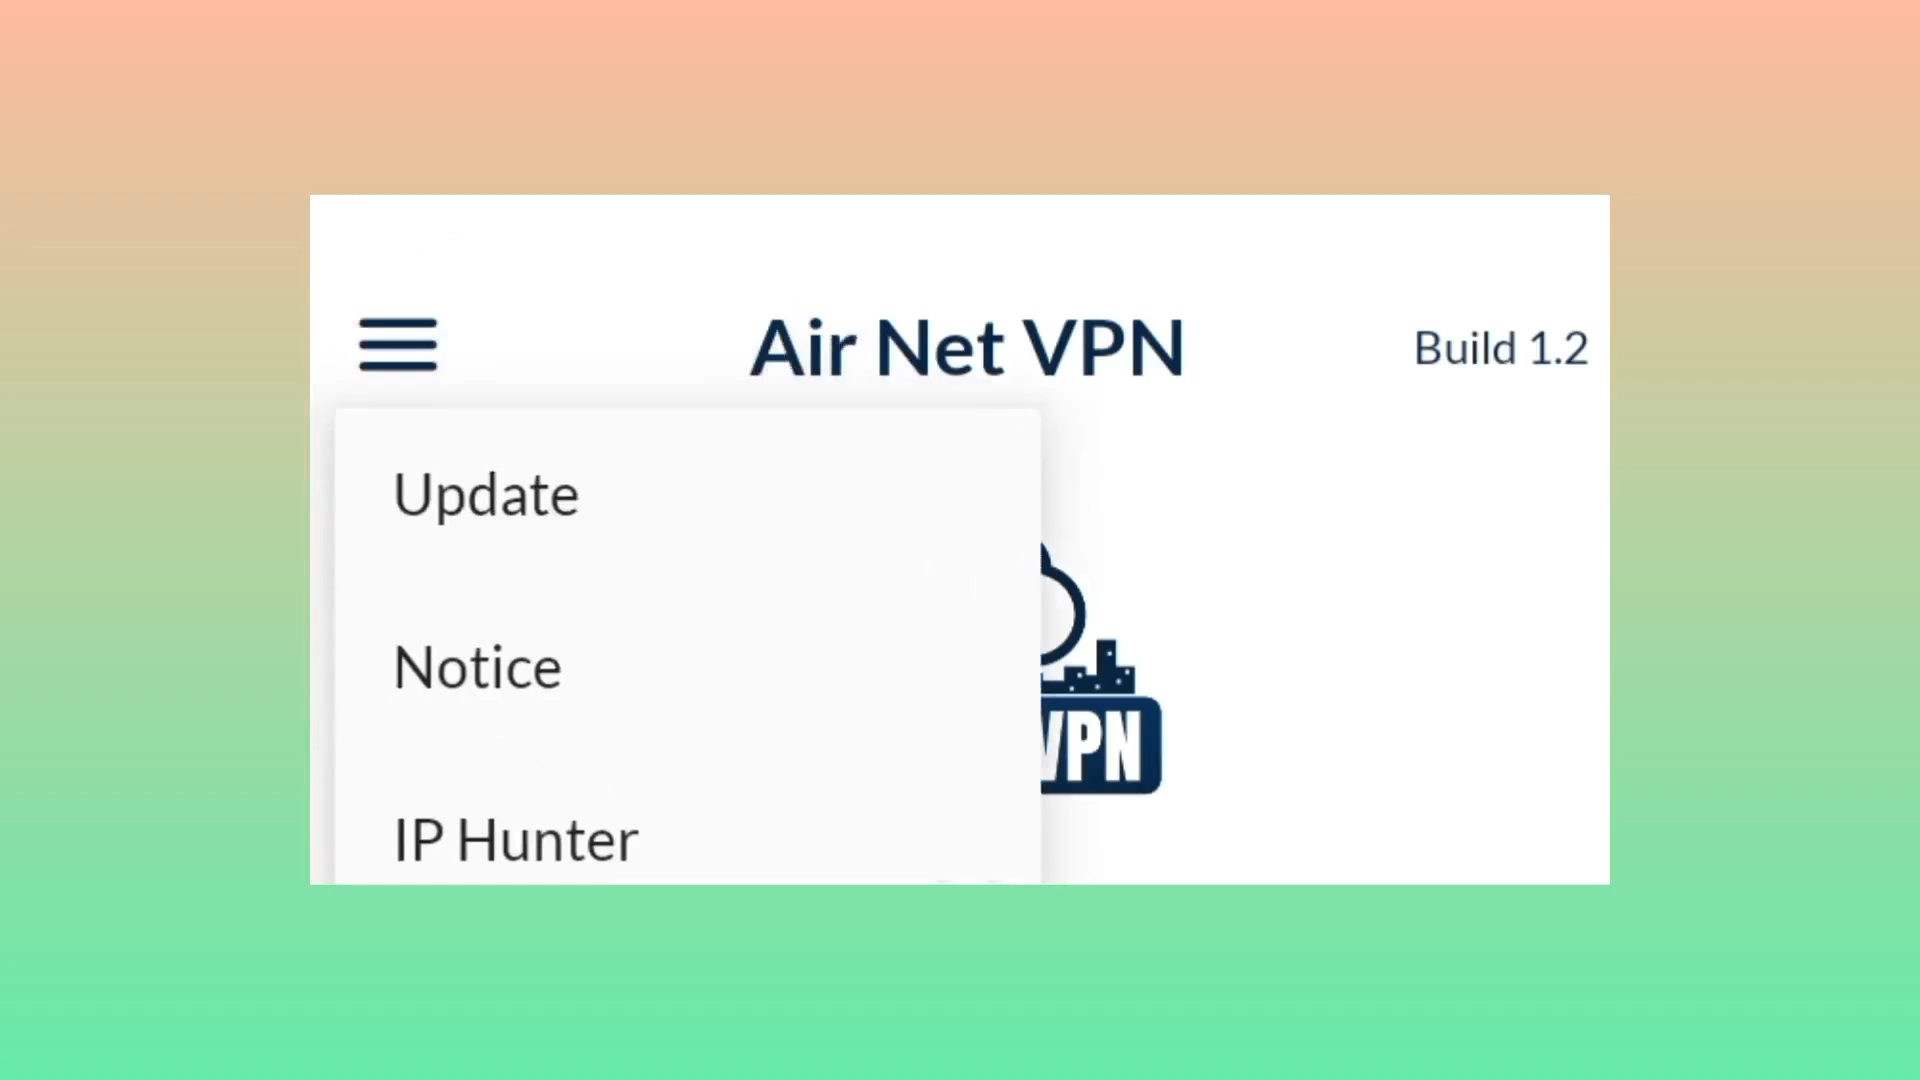 Air Net VPN
Build 1.2
Update
Notice
VPN
IP Hunter